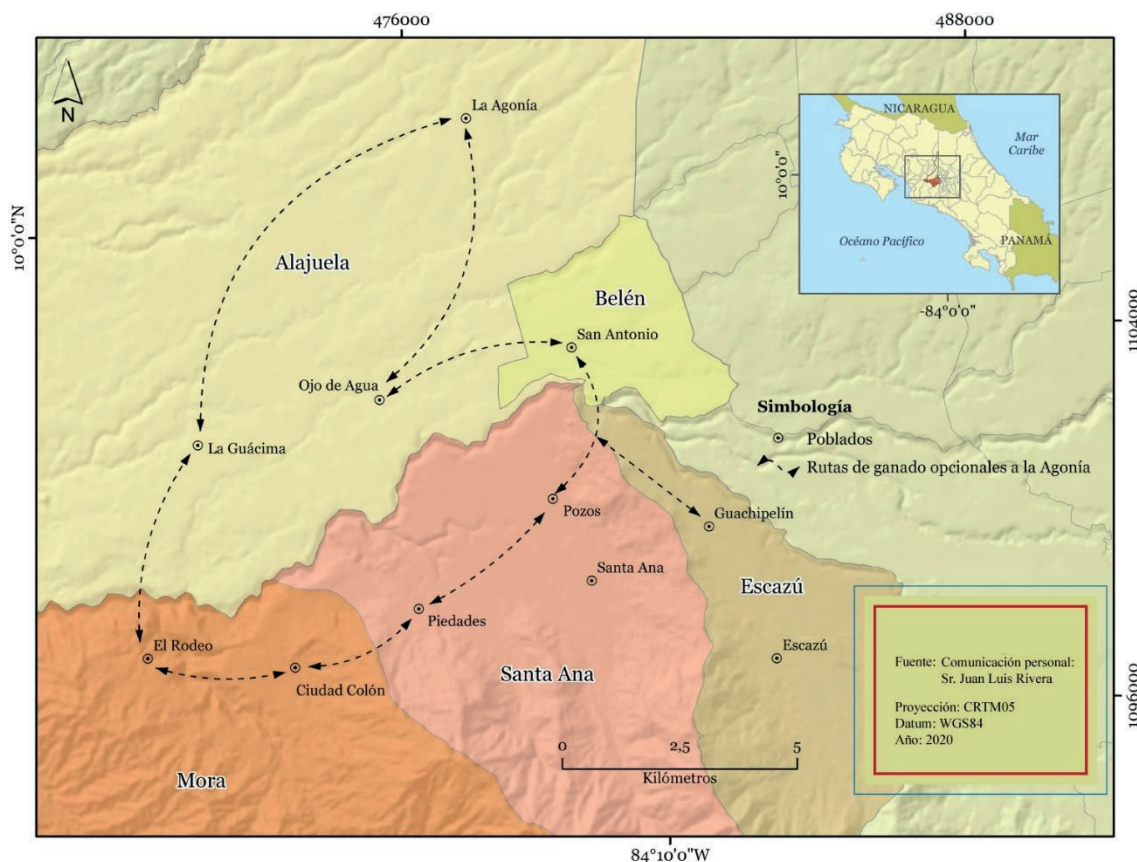 476000
488000
N
La Agonía
NICARAGUA
Mar
Caribe
10°0'0"
Océano Pacífico
PANAMÁ
-84°0'0"
10°0'0"N
Alajuela
Belén
San Antonio
1104000
Ojo de Agua
Simbología
Poblados
Rutas de ganado opcionales a la Agonía
La Guácima
Pozos
Guachipelín
Santa Ana
Escazú
Piedades
El Rodeo
Ciudad Colón
Santa Ana
Escazú
Fuente: Comunicación personal:
Sr. Juan Luis Rivera
Proyección: CRTM05
Datum: WGS84
Año: 2020
1096000
0 2,5 5
Kilómetros
Mora
84°10'0"W